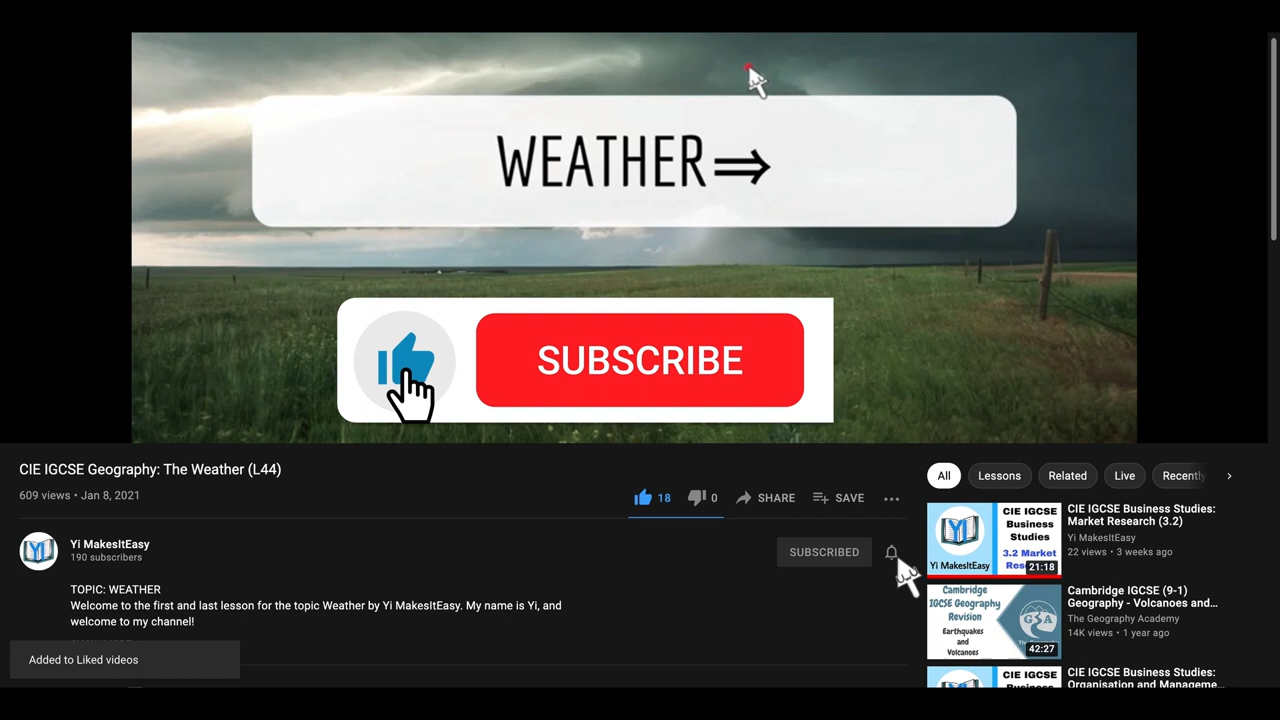 WEATHER⇒
SUBSCRIBE
CIE IGCSE Geography: The Weather (L44)
609 views • Jan 8, 2021
18
0
SHARE
SAVE
Yi MakesItEasy
190 subscribers
SUBSCRIBED
TOPIC: WEATHER
Welcome to the first and last lesson for the topic Weather by Yi MakesItEasy. My name is Yi, and
welcome to my channel!
Added to Liked videos
All
Lessons
Related
Live
Recently
CIE IGCSE
Business
Studies
3.2 Market
Yi MakesItEasy
21:18
CIE IGCSE Business Studies:
Market Research (3.2)
Yi MakesItEasy
22 views • 3 weeks ago
Cambridge
IGCSE Geography
Revision
Earthquakes
and
Volcanoes
GSA
42:27
Cambridge IGCSE (9-1)
Geography - Volcanoes and...
The Geography Academy
14K views • 1 year ago
CIE IGCSE
CIE IGCSE Business Studies:
Organisation and Manageme...